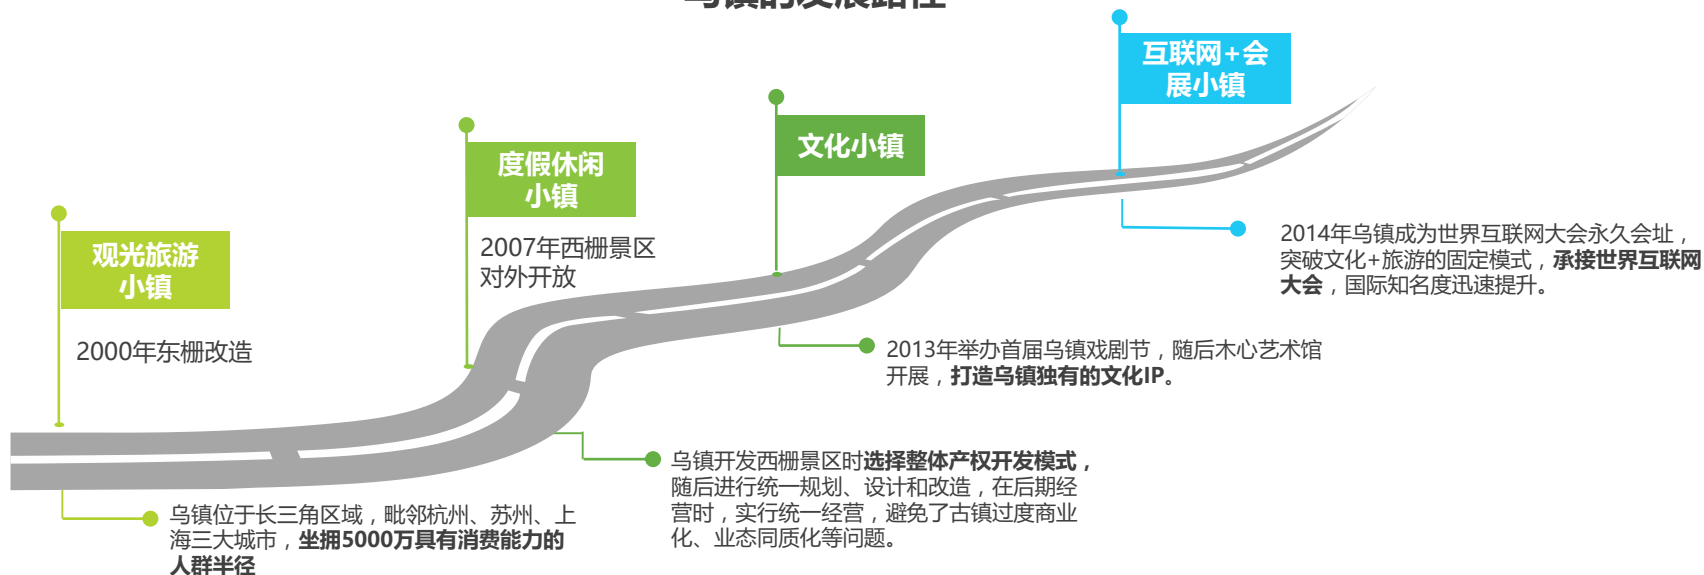 乌镇的发展路径
观光旅游
小镇
2000年东栅改造
乌镇位于长三角区域，毗邻杭州、苏州、上
海三大城市，坐拥5000万具有消费能力的
人群半径
度假休闲
小镇
2007年西栅景区
对外开放
乌镇开发西栅景区时选择整体产权开发模式，
随后进行统一规划、设计和改造，在后期经
营时，实行统一经营，避免了古镇过度商业
化、业态同质化等问题。
文化小镇
2013年举办首届乌镇戏剧节，随后木心艺术馆
开展，打造乌镇独有的文化IP。
互联网+会
展小镇
2014年乌镇成为世界互联网大会永久会址，
突破文化+旅游的固定模式，承接世界互联网
大会，国际知名度迅速提升。